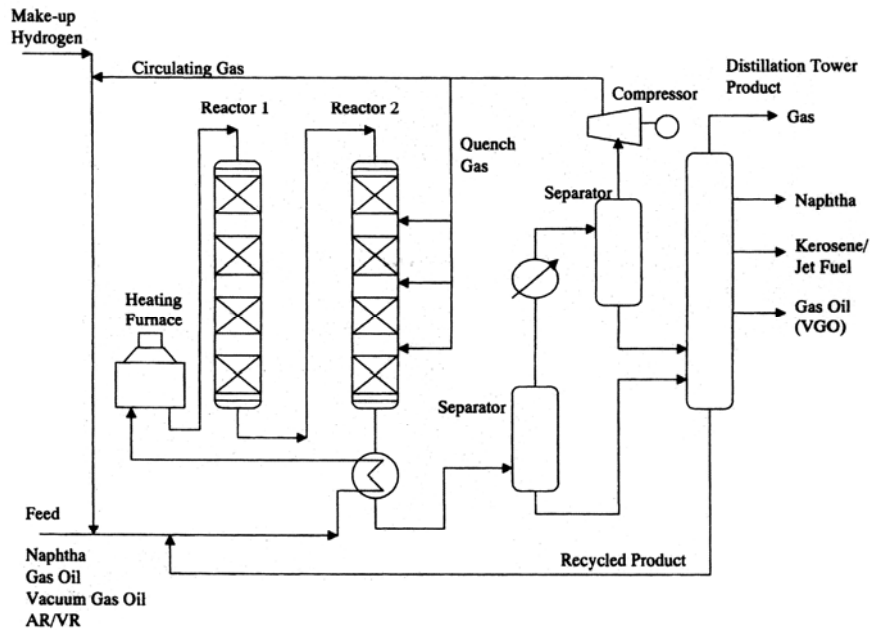 Make-up
Hydrogen
Circulating Gas
Distillation Tower
Product
Compressor
Gas
Reactor 1
Reactor 2
Quench
Gas
Separator
Naphtha
Kerosene/
Jet Fuel
Heating
Furnace
Gas Oil
(VGO)
Separator
Feed
Naphtha
Gas Oil
Vacuum Gas Oil
AR/VR
Recycled Product